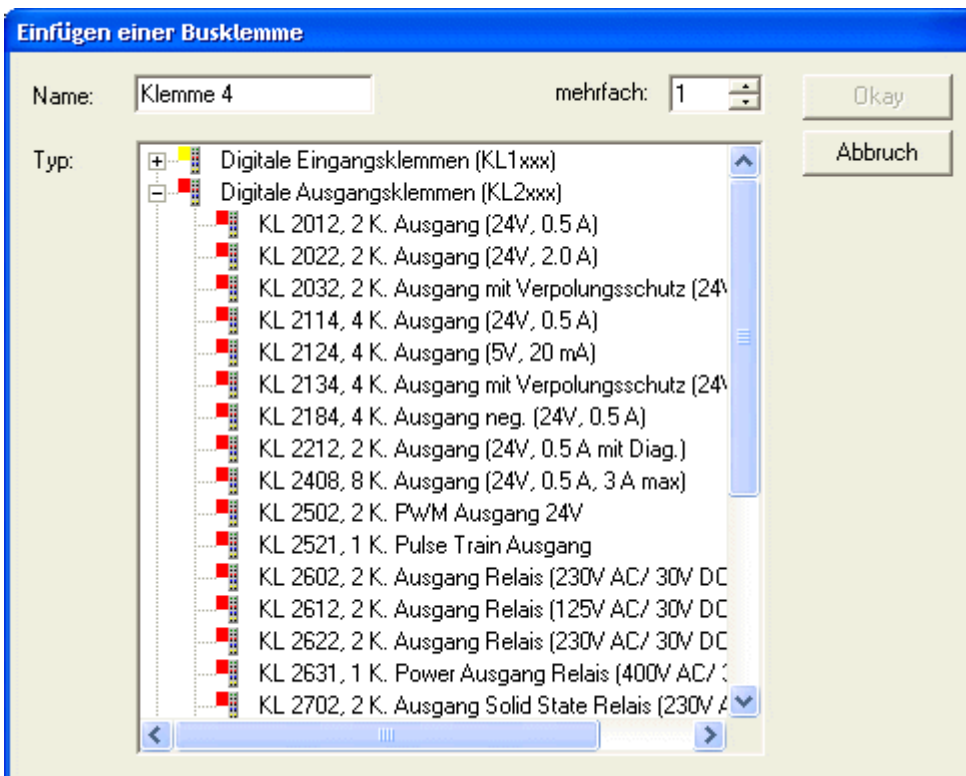 Einfügen einer Busklemme
Name: Klemme 4 mehrfach: 1 Okay
Typ: Abbruch
Digitale Eingangsklemmen (KL1xxx)
Digitale Ausgangsklemmen (KL2xxx)
KL 2012, 2 K. Ausgang (24V, 0.5 A)
KL 2022, 2 K. Ausgang (24V, 2.0 A)
KL 2032, 2 K. Ausgang mit Verpolungsschutz (24V
KL 2114, 4 K. Ausgang (24V, 0.5 A)
KL 2124, 4 K. Ausgang (5V, 20 mA)
KL 2134, 4 K. Ausgang mit Verpolungsschutz (24V
KL 2184, 4 K. Ausgang neg. (24V, 0.5 A)
KL 2212, 2 K. Ausgang (24V, 0.5 A mit Diag.)
KL 2408, 8 K. Ausgang (24V, 0.5 A, 3 A max)
KL 2502, 2 K. PWM Ausgang 24V
KL 2521, 1 K. Pulse Train Ausgang
KL 2602, 2 K. Ausgang Relais (230V AC/ 30V DC
KL 2612, 2 K. Ausgang Relais (125V AC/ 30V DC
KL 2622, 2 K. Ausgang Relais (230V AC/ 30V DC
KL 2631, 1 K. Power Ausgang Relais (400V AC/
KL 2702, 2 K. Ausgang Solid State Relais (230V